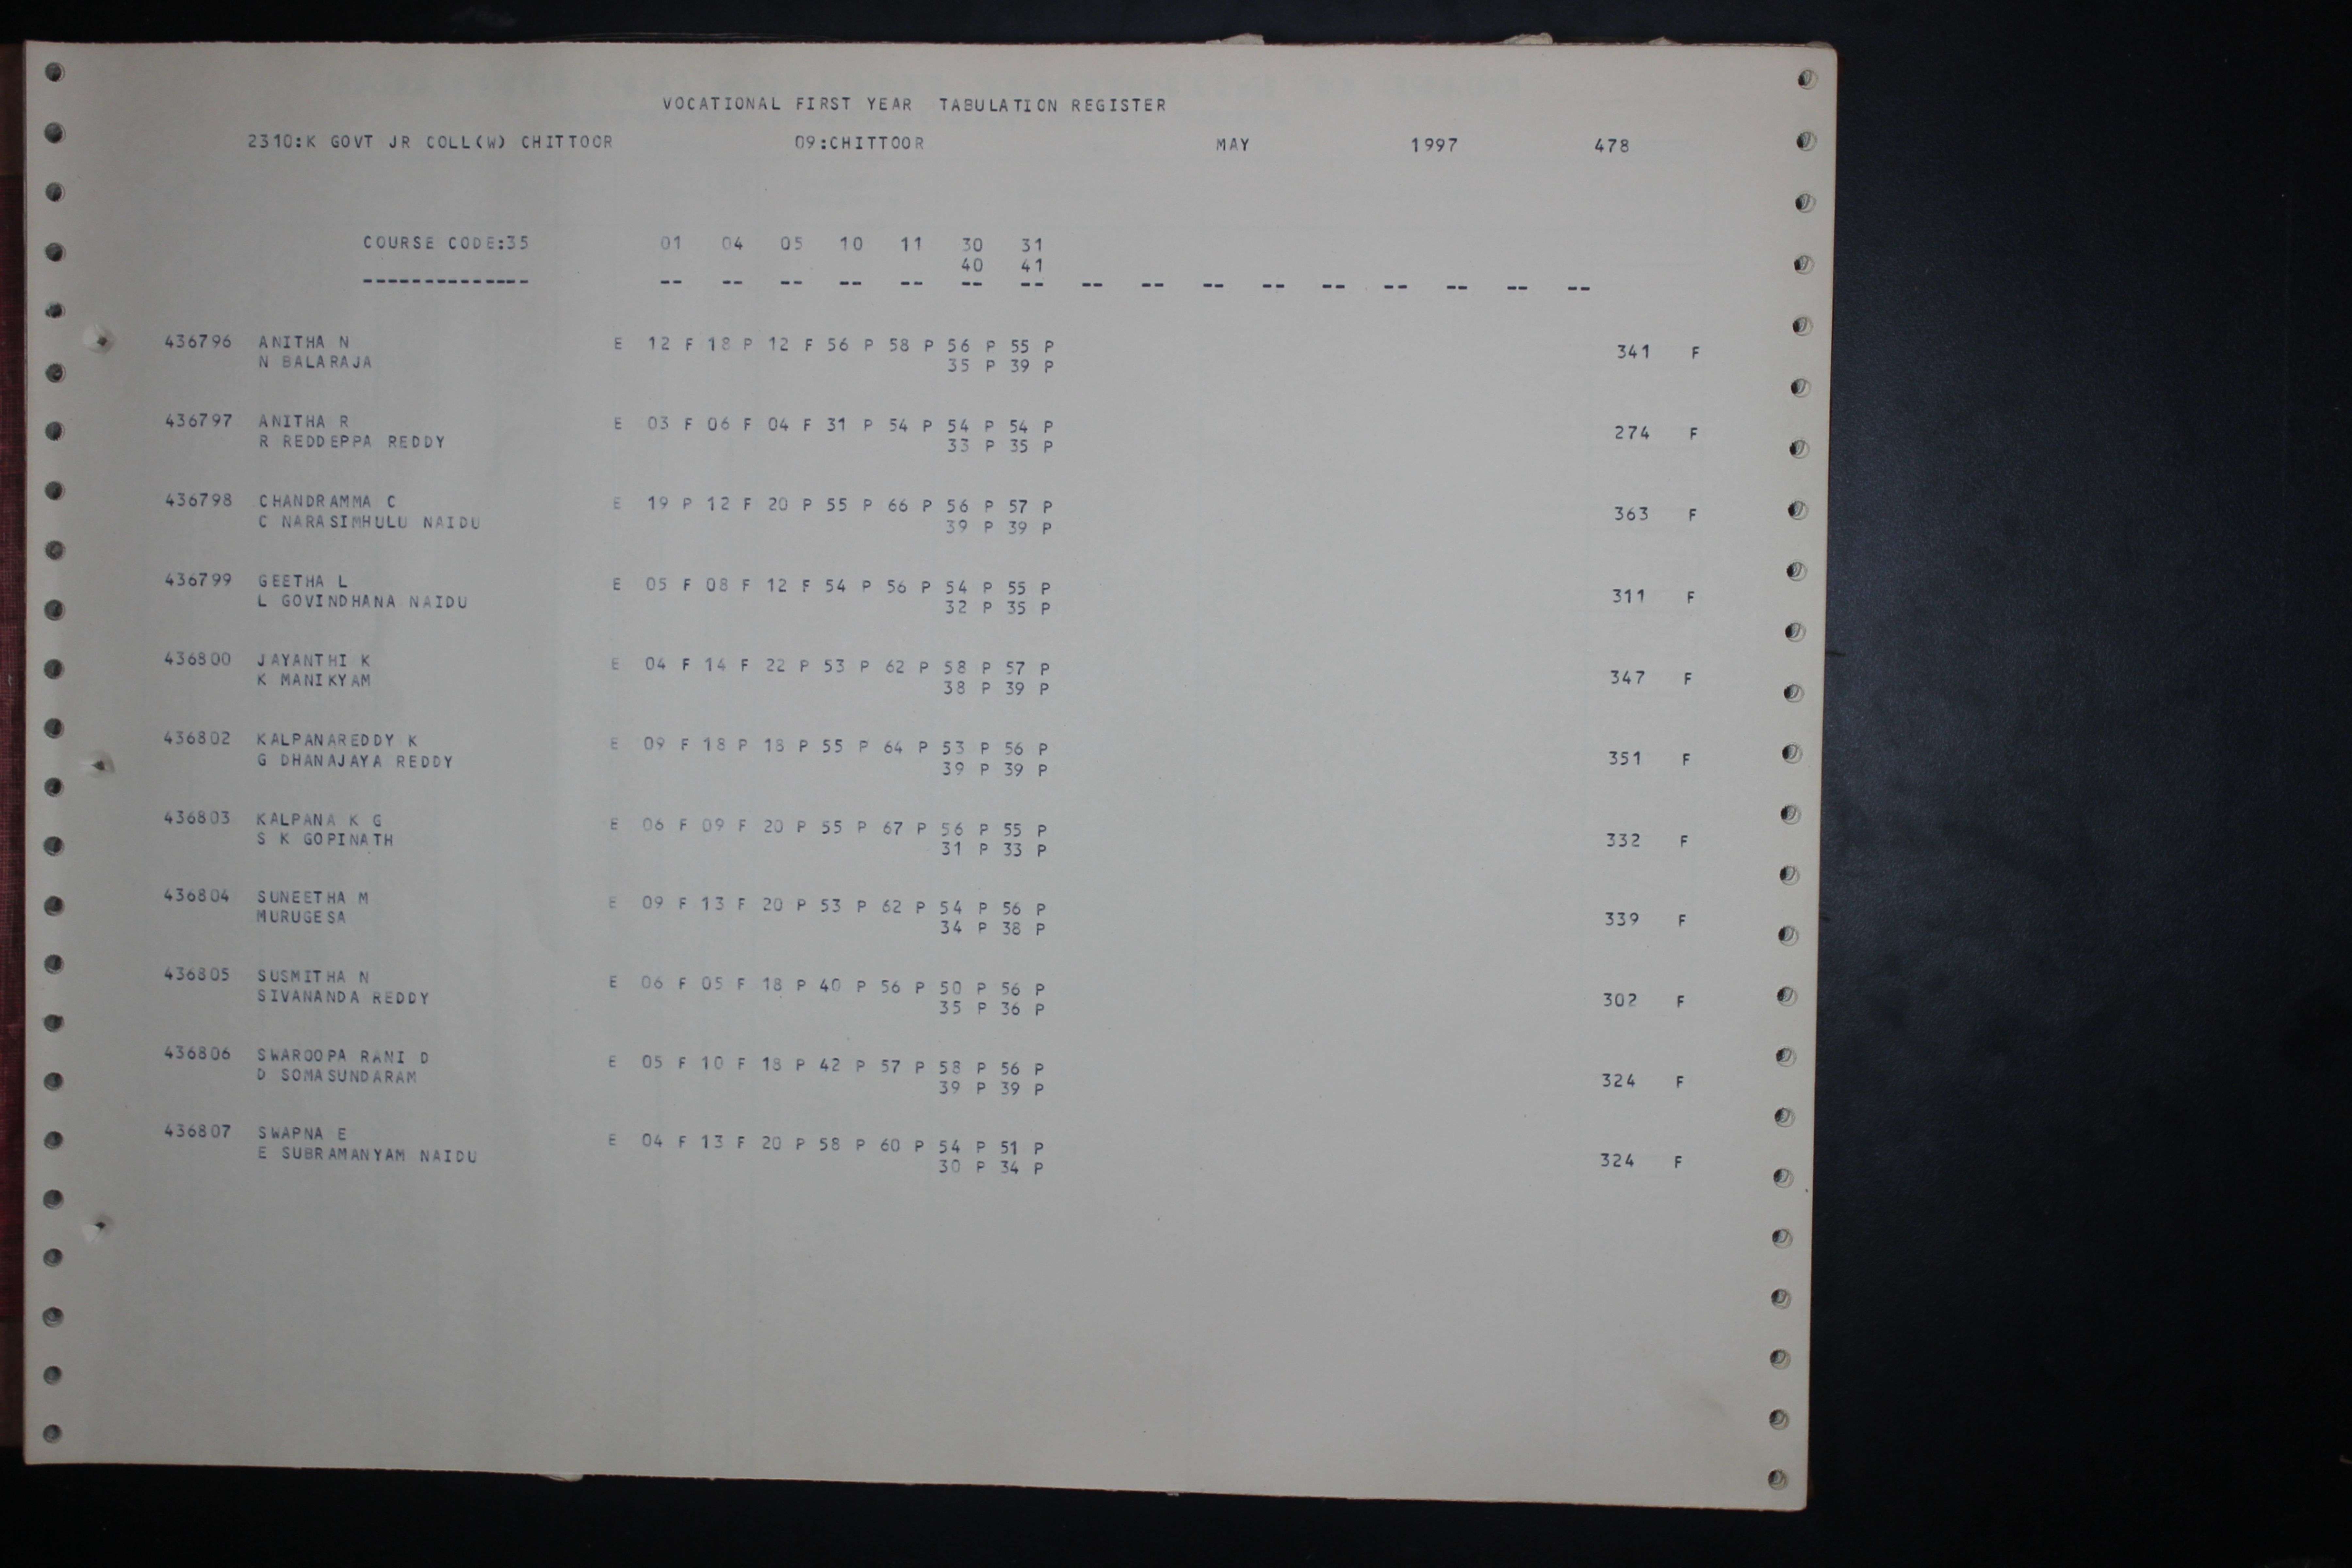 VOCATIONAL FIRST YEAR TABULATION REGISTER
2310:K GOVT JR COLL(W) CHITTOOR 09:CHITTOOR MAY 1997 478
COURSE CODE:35 01 04 05 10 11 30 31
40 41
-------------- -- -- -- -- -- -- -- -- -- -- -- -- -- -- -- --
436796 ANITHA N E 12 F 18 P 12 F 56 P 58 P 56 P 55 P 341 F
N BALARAJA 35 P 39 P
436797 ANITHA R E 03 F 06 F 04 F 31 P 54 P 54 P 54 P 274 F
R REDDEPPA REDDY 33 P 35 P
436798 CHANDRAMMA C E 19 P 12 F 20 P 55 P 66 P 56 P 57 P 363 F
C NARASIMHULU NAIDU 39 P 39 P
436799 GEETHA L E 05 F 08 F 12 F 54 P 56 P 54 P 55 P 311 F
L GOVINDHANA NAIDU 32 P 35 P
436800 JAYANTHI K E 04 F 14 F 22 P 53 P 62 P 58 P 57 P 347 F
K MANIKYAM 38 P 39 P
436802 KALPANAREDDY K E 09 F 18 P 18 P 55 P 64 P 53 P 56 P 351 F
G DHANAJAYA REDDY 39 P 39 P
436803 KALPANA K G E 06 F 09 F 20 P 55 P 67 P 56 P 55 P 332 F
S K GOPINATH 31 P 33 P
436804 SUNEETHA M E 09 F 13 F 20 P 53 P 62 P 54 P 56 P 339 F
MURUGESA 34 P 38 P
436805 SUSMITHA N E 06 F 05 F 18 P 40 P 56 P 50 P 56 P 302 F
SIVANANDA REDDY 35 P 36 P
436806 SWAROOPA RANI D E 05 F 10 F 18 P 42 P 57 P 58 P 56 P 324 F
D SOMASUNDARAM 39 P 39 P
436807 SWAPNA E E 04 F 13 F 20 P 58 P 60 P 54 P 51 P 324 F
E SUBRAMANYAM NAIDU 30 P 34 P